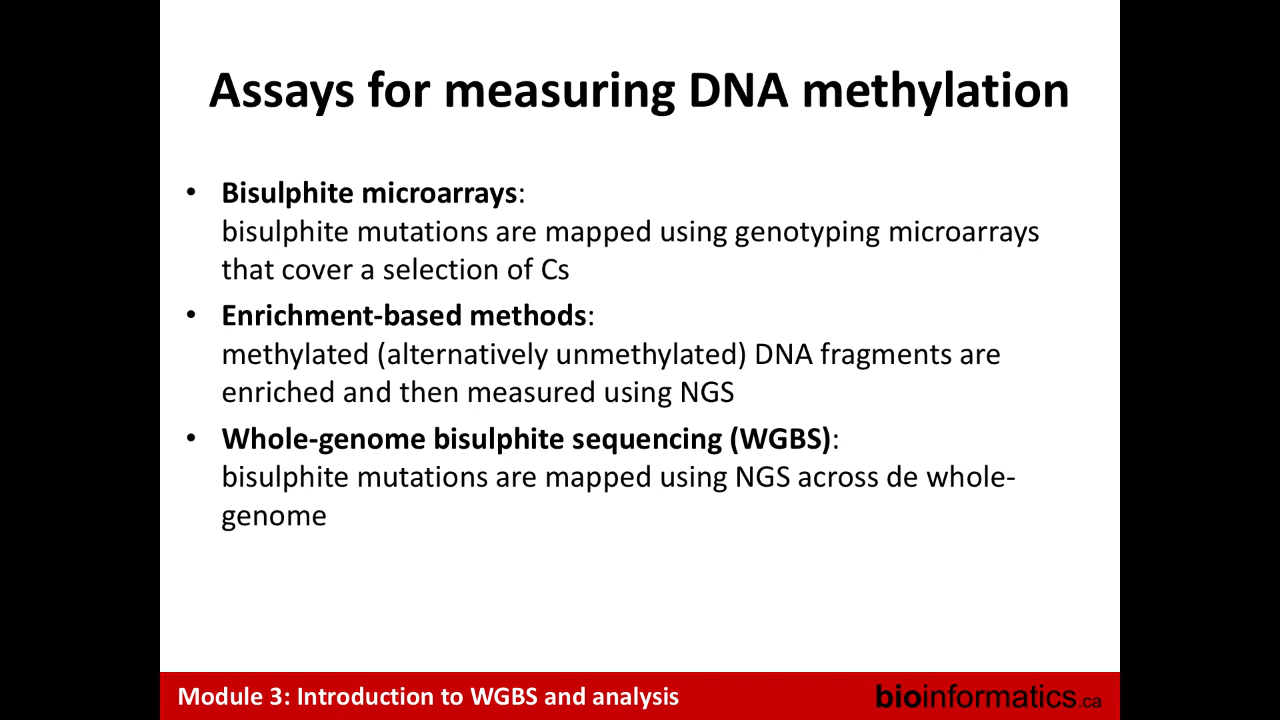 Assays for measuring DNA methylation
• Bisulphite microarrays:
bisulphite mutations are mapped using genotyping microarrays
that cover a selection of Cs
• Enrichment-based methods:
methylated (alternatively unmethylated) DNA fragments are
enriched and then measured using NGS
• Whole-genome bisulphite sequencing (WGBS):
bisulphite mutations are mapped using NGS across de whole-
genome
Module 3: Introduction to WGBS and analysis
bioinformatics.ca